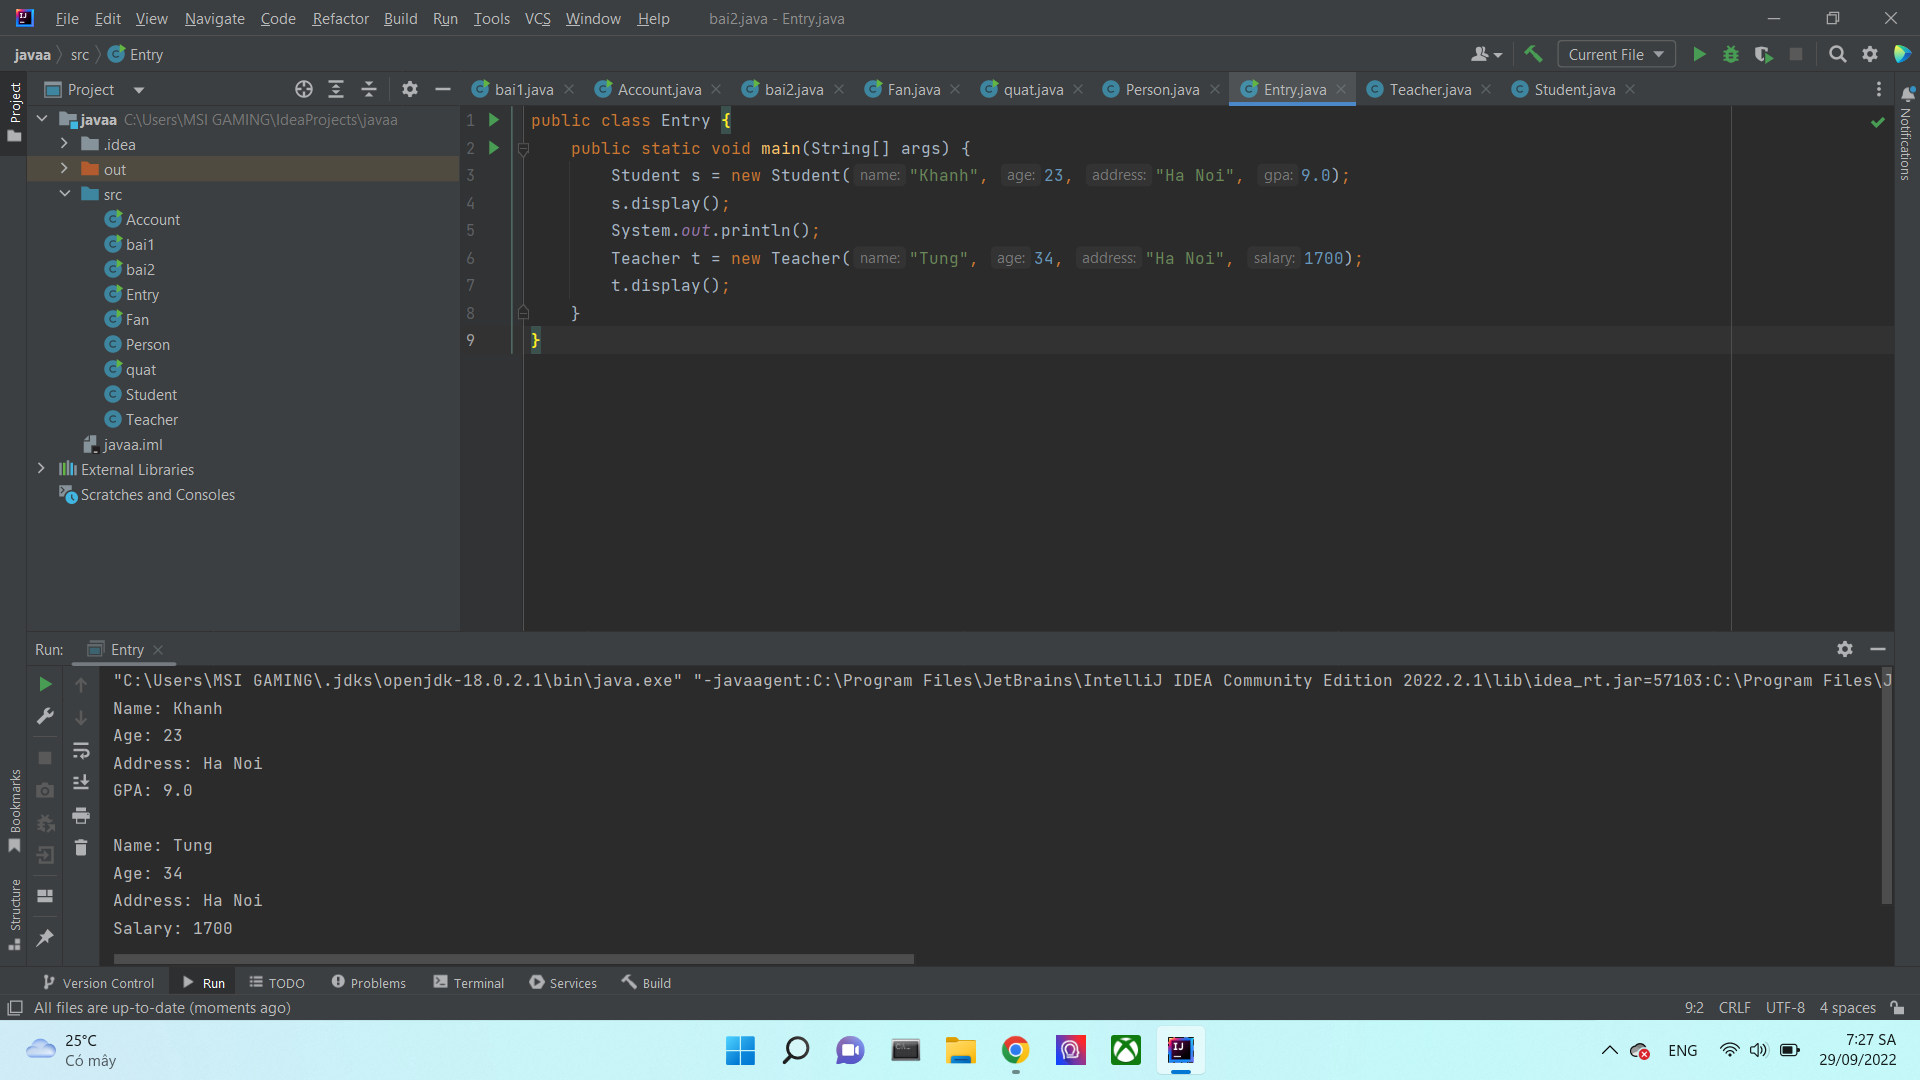 File Edit View Navigate Code Refactor Build Run Tools VCS Window Help bai2.java - Entry.java
javaa src Entry
Current File
Project
bai1.java Account.java bai2.java Fan.java quat.java Person.java Entry.java Teacher.java Student.java
Project
javaa C:\Users\MSI GAMING\IdeaProjects\javaa
.idea
out
src
Account
bai1
bai2
Entry
Fan
Person
quat
Student
Teacher
javaa.iml
External Libraries
Scratches and Consoles
1 public class Entry {
2 public static void main(String[] args) {
3 Student s = new Student( name: "Khanh", age: 23, address: "Ha Noi", gpa: 9.0);
4 s.display();
5 System.out.println();
6 Teacher t = new Teacher( name: "Tung", age: 34, address: "Ha Noi", salary: 1700);
7 t.display();
8 }
9 }
Notifications
Run: Entry
"C:\Users\MSI GAMING\.jdks\openjdk-18.0.2.1\bin\java.exe" "-javaagent:C:\Program Files\JetBrains\IntelliJ IDEA Community Edition 2022.2.1\lib\idea_rt.jar=57103:C:\Program Files\J
Name: Khanh
Age: 23
Address: Ha Noi
GPA: 9.0
Name: Tung
Age: 34
Address: Ha Noi
Salary: 1700
Bookmarks
Structure
Version Control Run TODO Problems Terminal Services Build
All files are up-to-date (moments ago)
9:2 CRLF UTF-8 4 spaces
25°C
Có mây
ENG
7:27 SA
29/09/2022